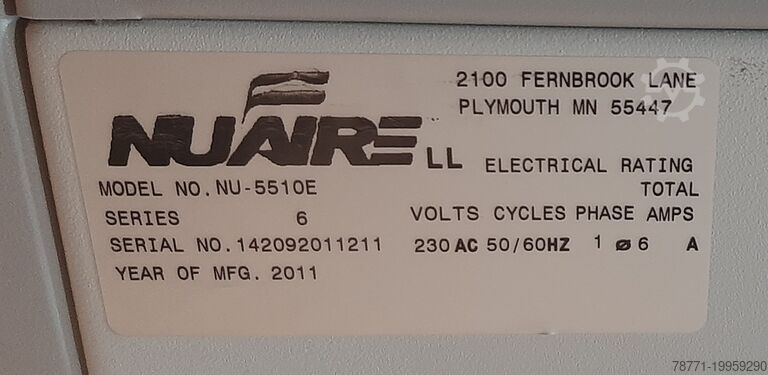 2100 FERNBROOK LANE
PLYMOUTH MN 55447
NUAIRE LL
ELECTRICAL RATING
MODEL NO. NU-5510E
TOTAL
SERIES 6
VOLTS CYCLES PHASE AMPS
SERIAL NO. 142092011211
230 AC 50/60HZ 1 ø 6 A
YEAR OF MFG. 2011
78771-19959290